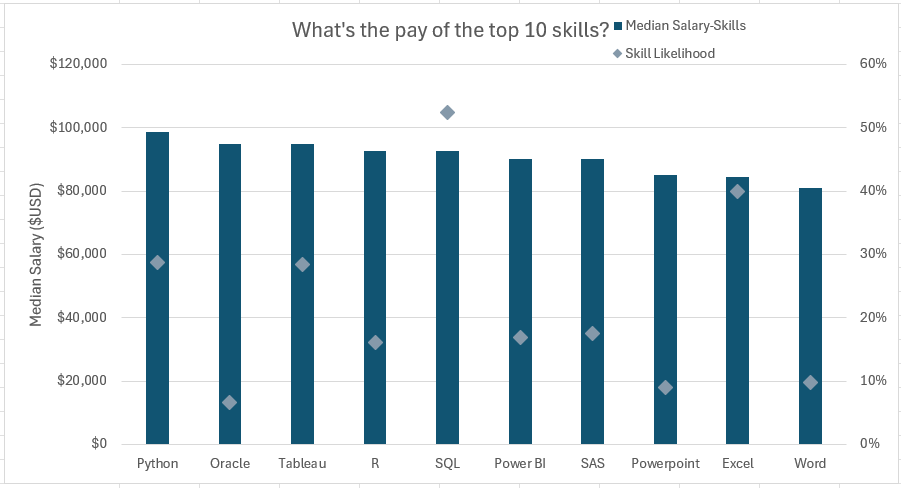 What's the pay of the top 10 skills?
Median Salary-Skills
Skill Likelihood
$120,000
$100,000
$80,000
$60,000
$40,000
$20,000
$0
Median Salary ($USD)
60%
50%
40%
30%
20%
10%
0%
Python Oracle Tableau R SQL Power BI SAS Powerpoint Excel Word